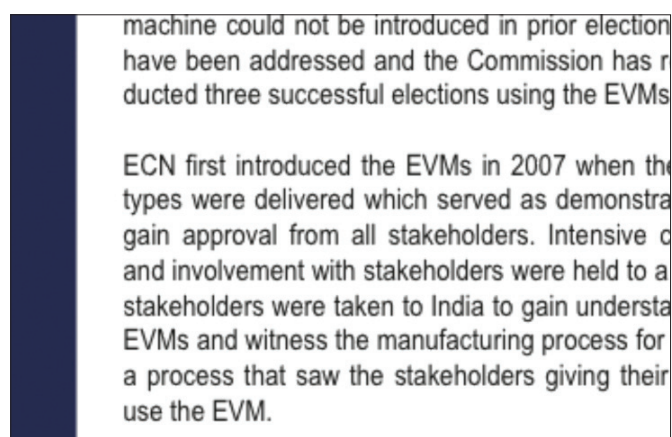 machine could not be introduced in prior election
have been addressed and the Commission has
ducted three successful elections using the EVMs
ECN first introduced the EVMs in 2007 when
types were delivered which served as
gain approval from all stakeholders. Intensive
and involvement with stakeholders were held to a
stakeholders were taken to India to gain
EVMs and witness the manufacturing process for
a process that saw the stakeholders giving their
use the EVM.